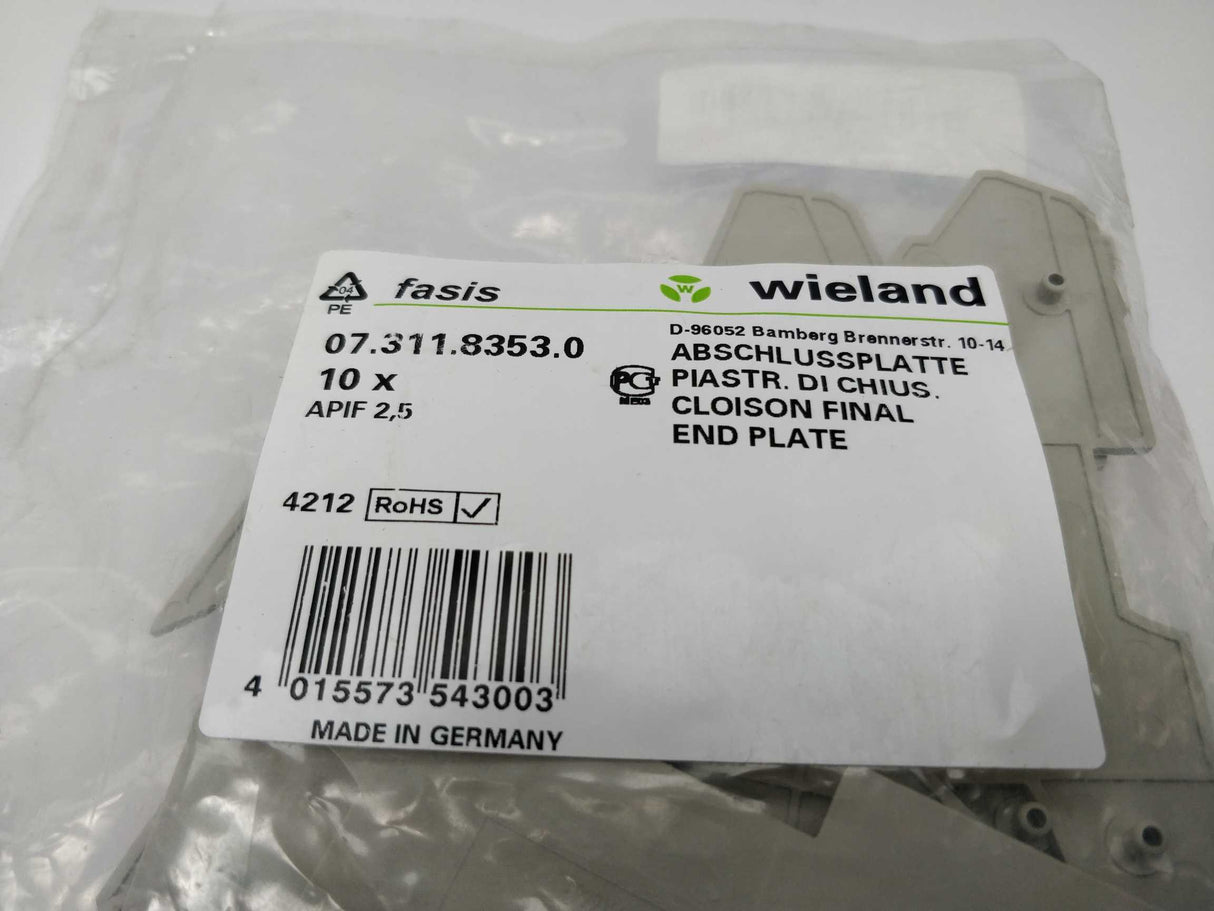 04
PE
fasis
W
wieland
07.311.8353.0
10 x
APIF 2,5
D-96052 Bamberg Brennerstr. 10-14
ABSCHLUSSPLATTE
PIASTR. DI CHIUS.
CLOISON FINAL
END PLATE
4212 RoHS ✓
4 015573 543003
MADE IN GERMANY